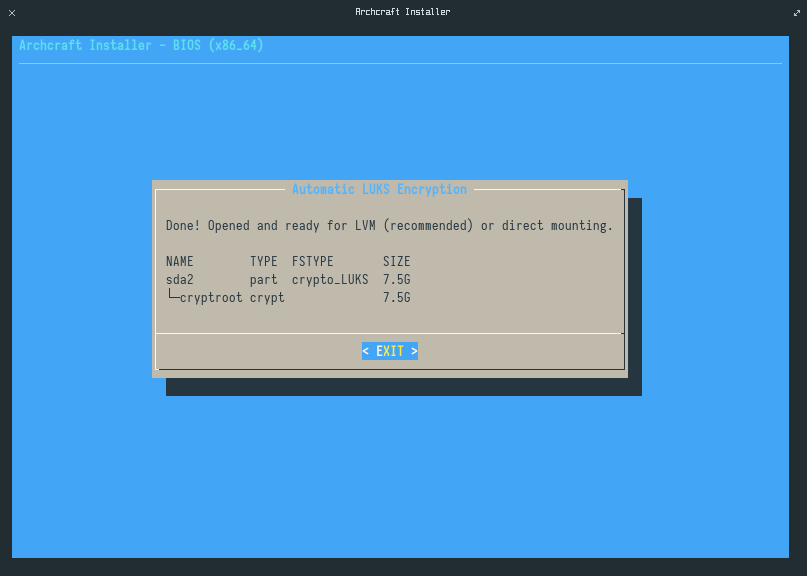 Archcraft Installer
Archcraft Installer - BIOS (x86_64)
Automatic LUKS Encryption
Done! Opened and ready for LVM (recommended) or direct mounting.
NAME        TYPE  FSTYPE       SIZE
sda2        part  crypto_LUKS  7.5G
└─cryptroot crypt              7.5G
< EXIT >